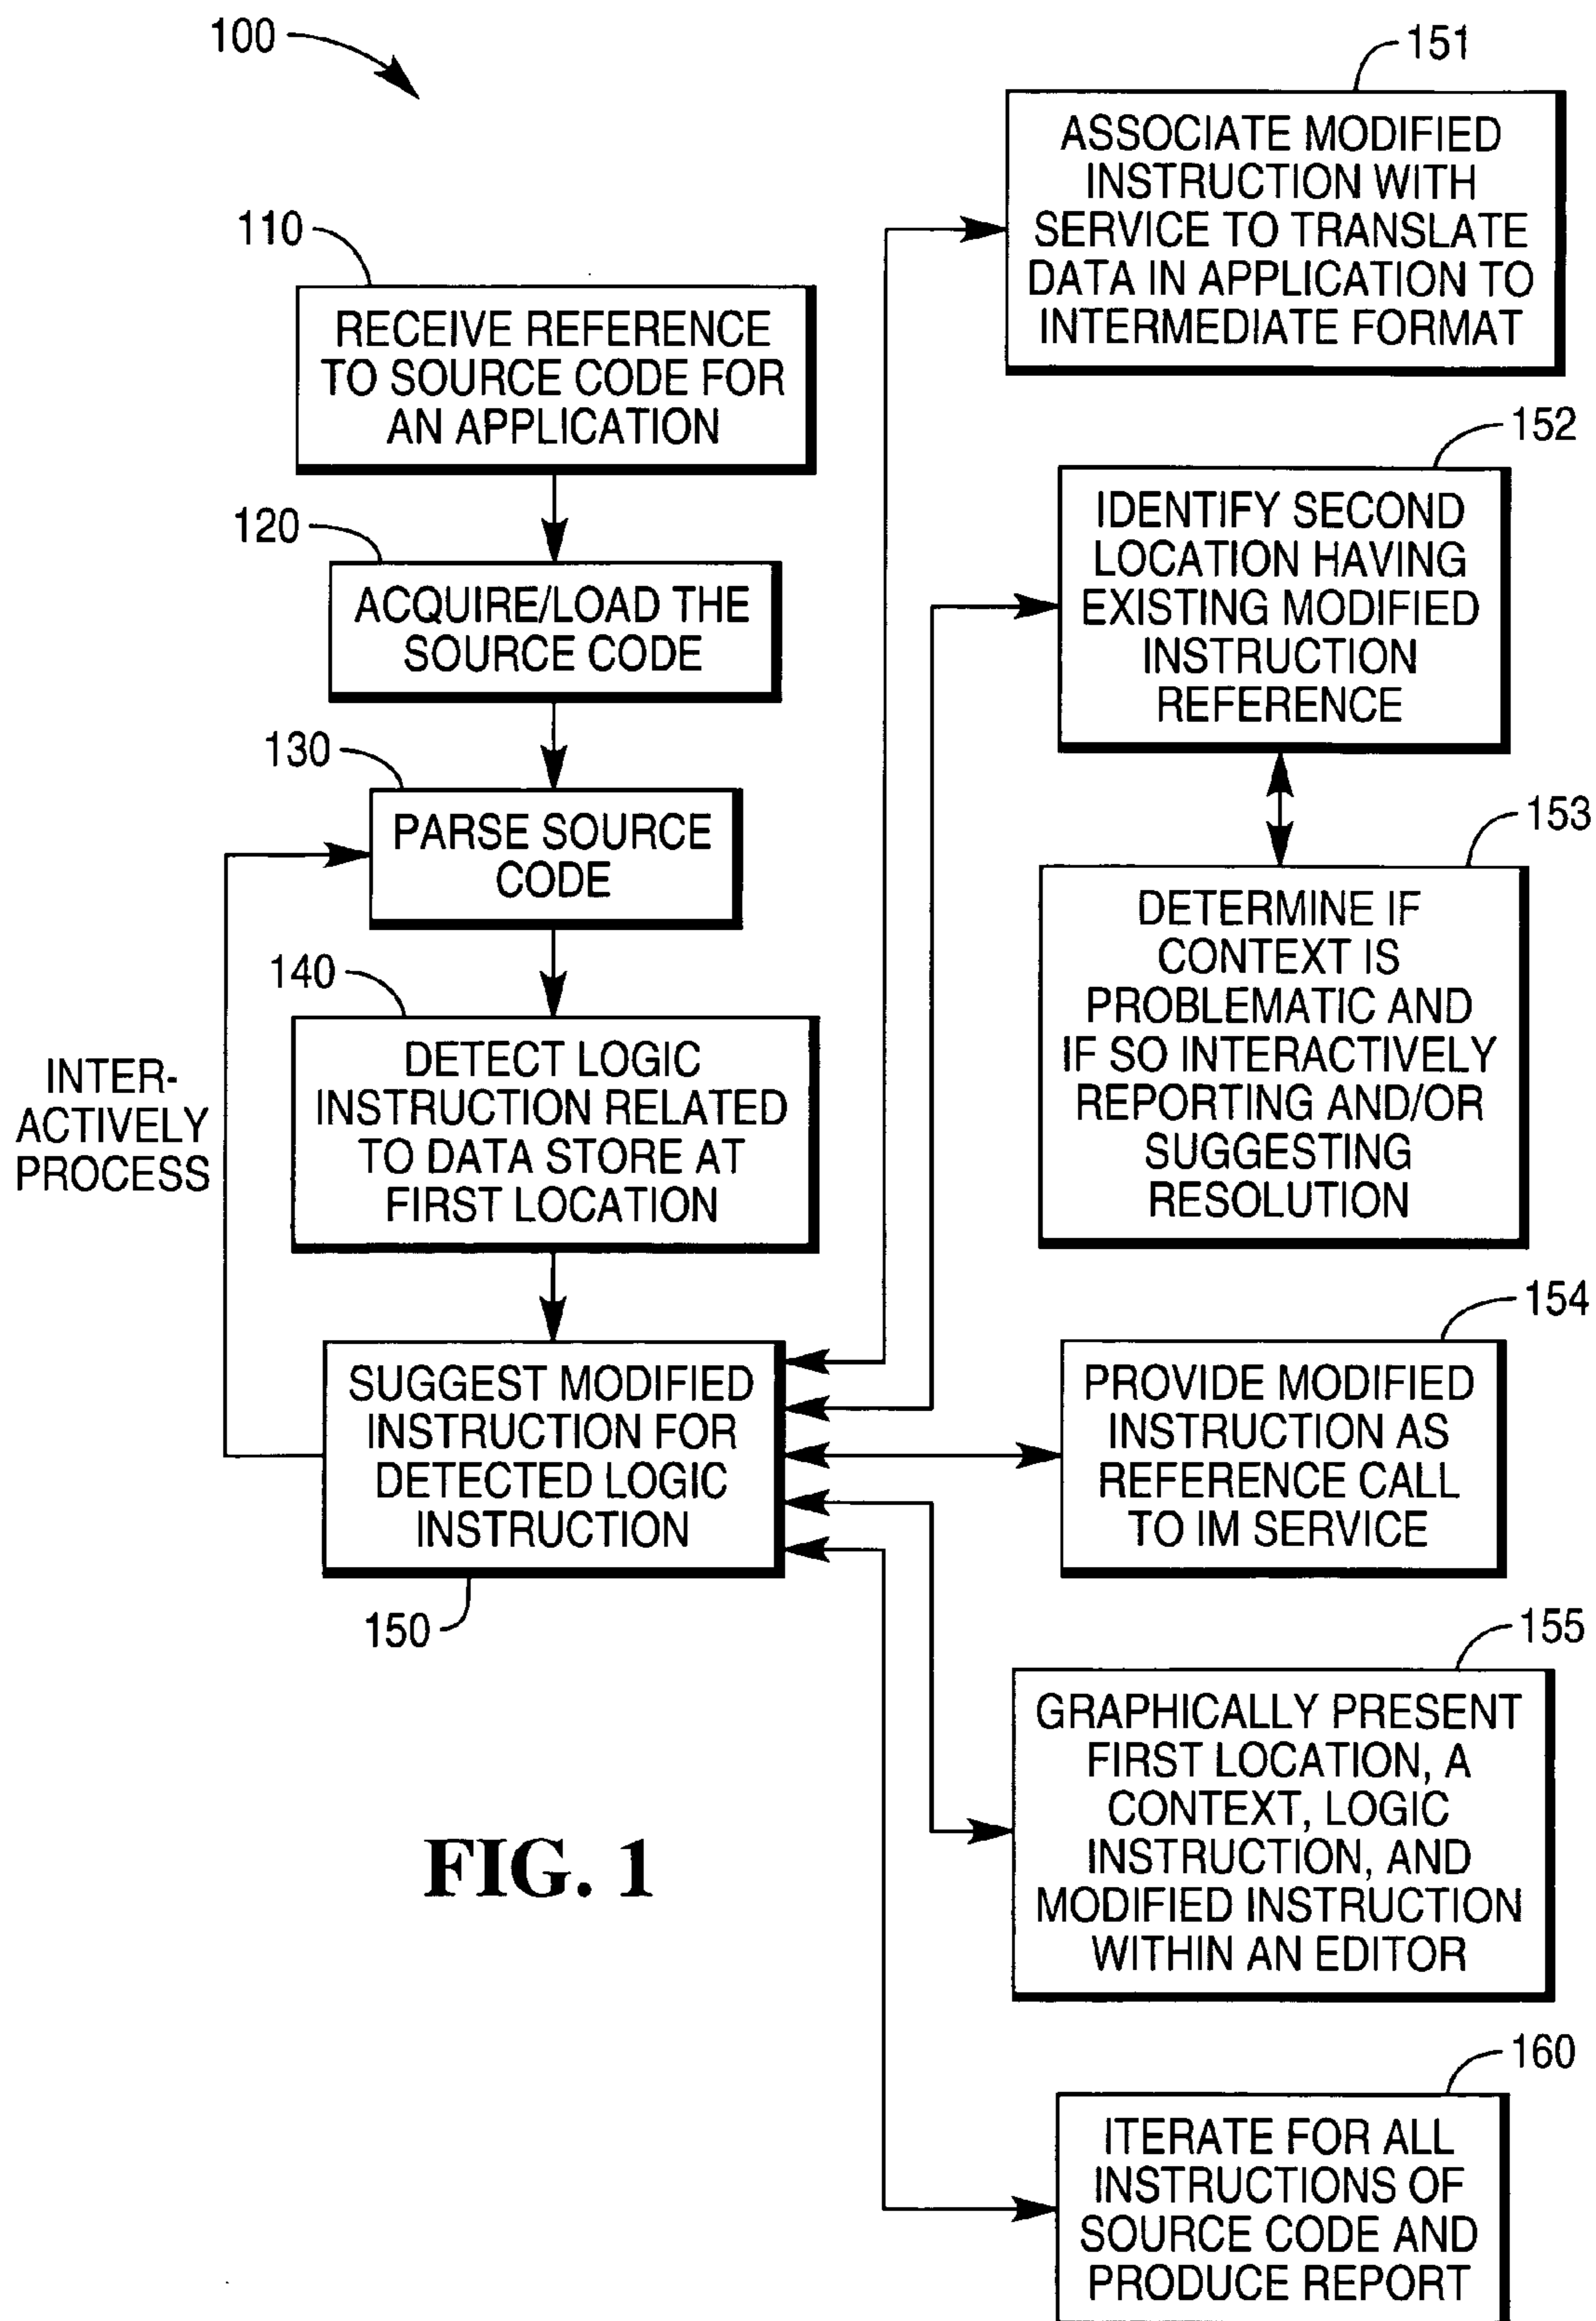 100
110
RECEIVE REFERENCE
TO SOURCE CODE FOR
AN APPLICATION
120
ACQUIRE/LOAD THE
SOURCE CODE
130
PARSE SOURCE
CODE
140
DETECT LOGIC
INSTRUCTION RELATED
TO DATA STORE AT
FIRST LOCATION
INTER-
ACTIVELY
PROCESS
SUGGEST MODIFIED
INSTRUCTION FOR
DETECTED LOGIC
INSTRUCTION
150
151
ASSOCIATE MODIFIED
INSTRUCTION WITH
SERVICE TO TRANSLATE
DATA IN APPLICATION TO
INTERMEDIATE FORMAT
152
IDENTIFY SECOND
LOCATION HAVING
EXISTING MODIFIED
INSTRUCTION
REFERENCE
153
DETERMINE IF
CONTEXT IS
PROBLEMATIC AND
IF SO INTERACTIVELY
REPORTING AND/OR
SUGGESTING
RESOLUTION
154
PROVIDE MODIFIED
INSTRUCTION AS
REFERENCE CALL
TO IM SERVICE
155
GRAPHICALLY PRESENT
FIRST LOCATION, A
CONTEXT, LOGIC
INSTRUCTION, AND
MODIFIED INSTRUCTION
WITHIN AN EDITOR
160
ITERATE FOR ALL
INSTRUCTIONS OF
SOURCE CODE AND
PRODUCE REPORT
FIG. 1